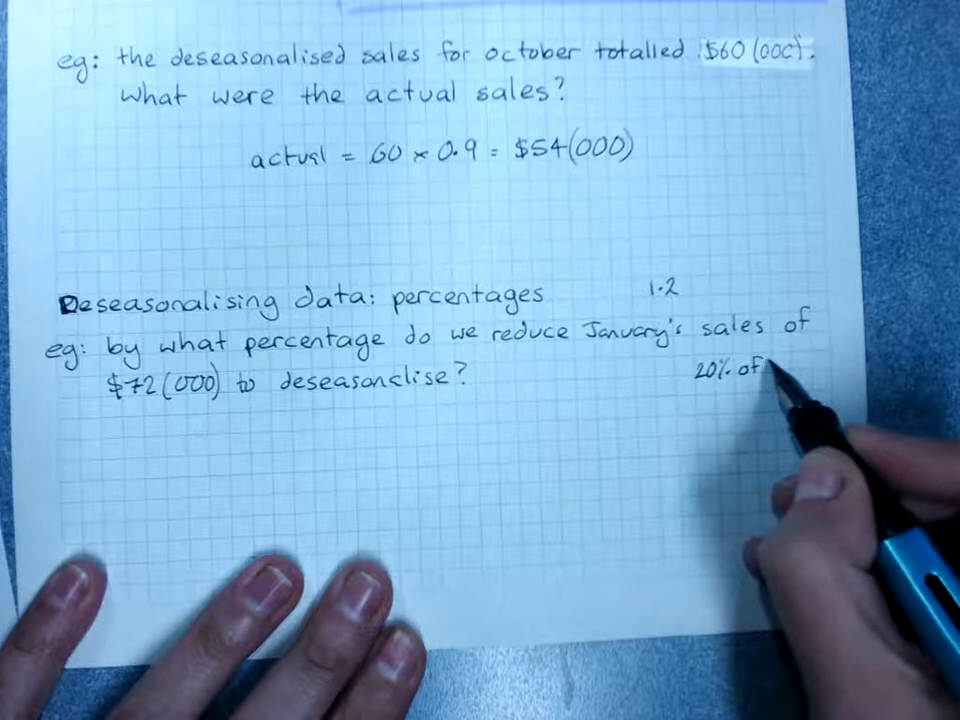 eg: the deseasonalised sales for october totalled $60(000).
What were the actual sales?
actual = 60 × 0.9 = $54(000)
Deseasonalising data: percentages
1.2
eg: by what percentage do we reduce January's sales of
$72(000) to deseasonalise?
20% of